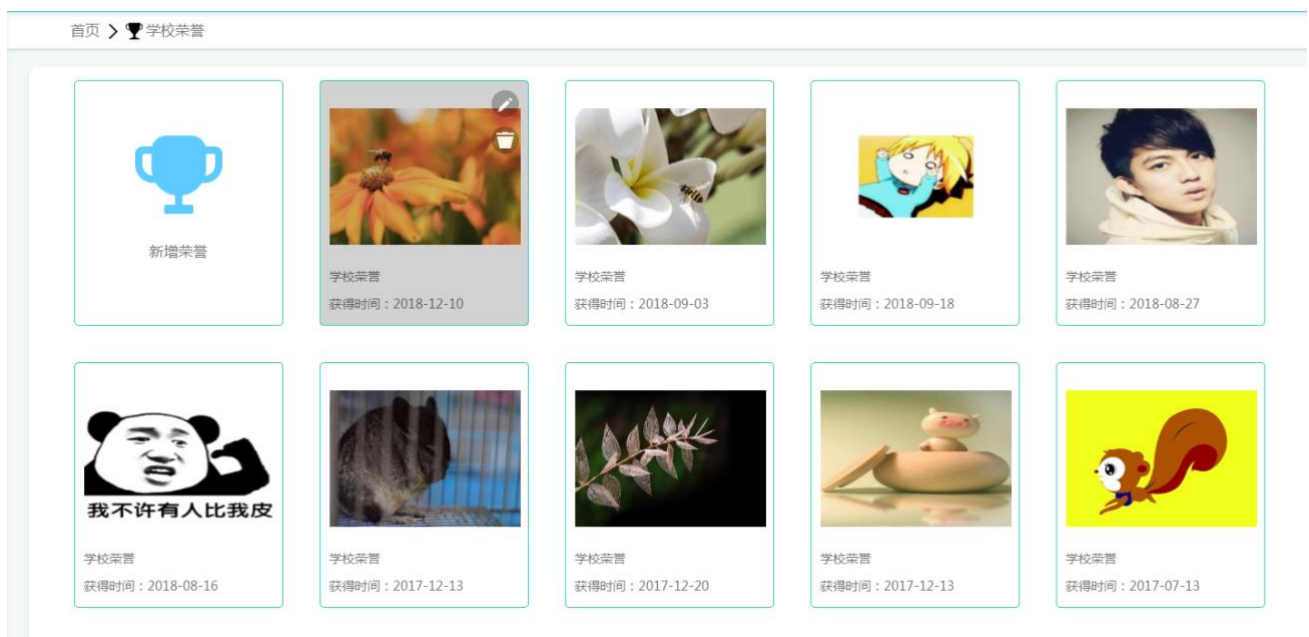 首页 > 学校荣誉
新增荣誉
学校荣誉
获得时间：2018-12-10
学校荣誉
获得时间：2018-09-03
学校荣誉
获得时间：2018-09-18
学校荣誉
获得时间：2018-08-27
我不许有人比我皮
学校荣誉
获得时间：2018-08-16
学校荣誉
获得时间：2017-12-13
学校荣誉
获得时间：2017-12-20
学校荣誉
获得时间：2017-12-13
学校荣誉
获得时间：2017-07-13